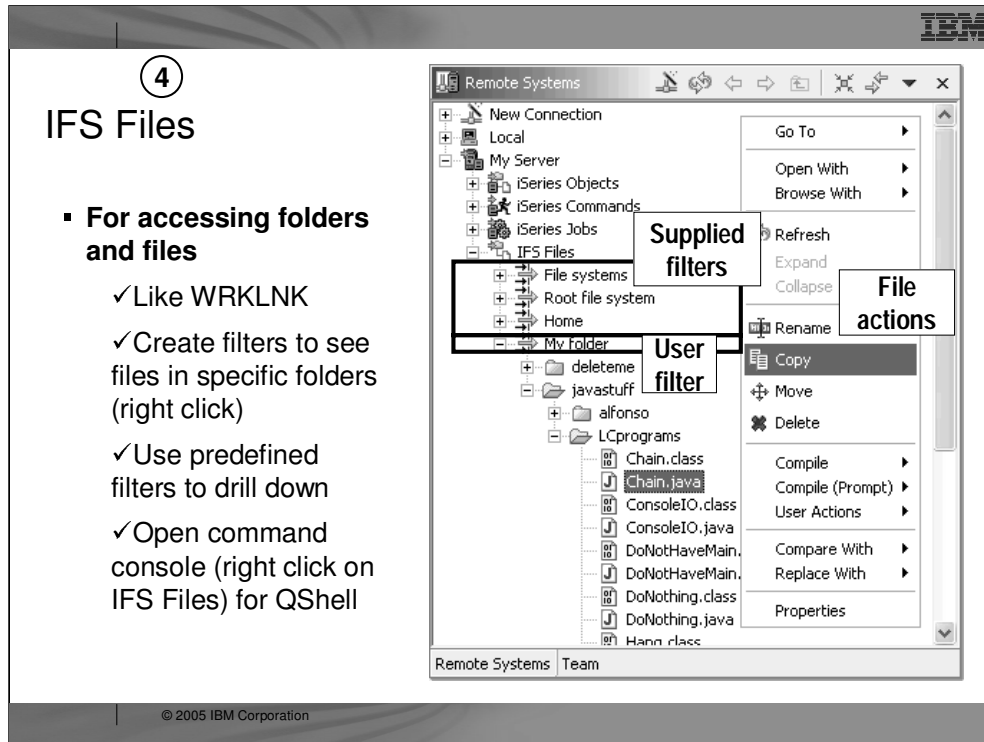 IBM
4
IFS Files
▪ For accessing folders
and files
✓Like WRKLNK
✓Create filters to see
files in specific folders
(right click)
✓Use predefined
filters to drill down
✓Open command
console (right click on
IFS Files) for QShell
Remote Systems
New Connection
Local
My Server
iSeries Objects
iSeries Commands
iSeries Jobs
IFS Files
File systems
Root file system
Home
My folder
deleteme
javastuff
alfonso
LCprograms
Chain.class
Chain.java
ConsoleIO.class
ConsoleIO.java
DoNotHaveMain.
DoNotHaveMain.
DoNothing.class
DoNothing.java
Hang.class
Supplied
filters
User
filter
File
actions
Go To
Open With
Browse With
Refresh
Expand
Collapse
Rename
Copy
Move
Delete
Compile
Compile (Prompt)
User Actions
Compare With
Replace With
Properties
Remote Systems
Team
© 2005 IBM Corporation